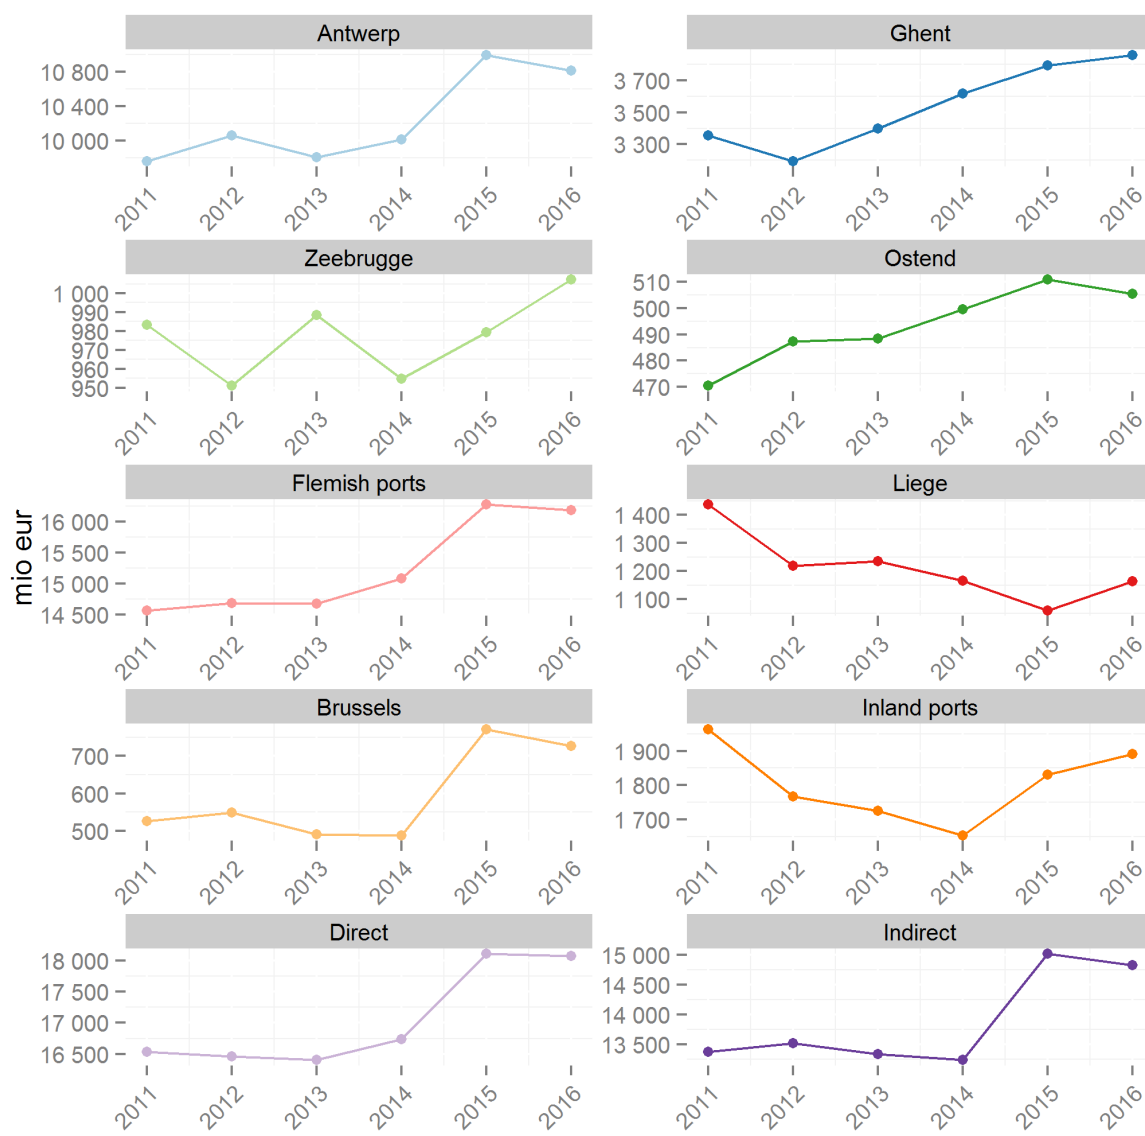 Antwerp
10 800
10 400
10 000
2011 2012 2013 2014 2015 2016
Ghent
3 700
3 500
3 300
2011 2012 2013 2014 2015 2016
Zeebrugge
1 000
990
980
970
960
950
2011 2012 2013 2014 2015 2016
Ostend
510
500
490
480
470
2011 2012 2013 2014 2015 2016
mio eur
Flemish ports
16 000
15 500
15 000
14 500
2011 2012 2013 2014 2015 2016
Liege
1 400
1 300
1 200
1 100
2011 2012 2013 2014 2015 2016
Brussels
700
600
500
2011 2012 2013 2014 2015 2016
Inland ports
1 900
1 800
1 700
2011 2012 2013 2014 2015 2016
Direct
18 000
17 500
17 000
16 500
2011 2012 2013 2014 2015 2016
Indirect
15 000
14 500
14 000
13 500
2011 2012 2013 2014 2015 2016